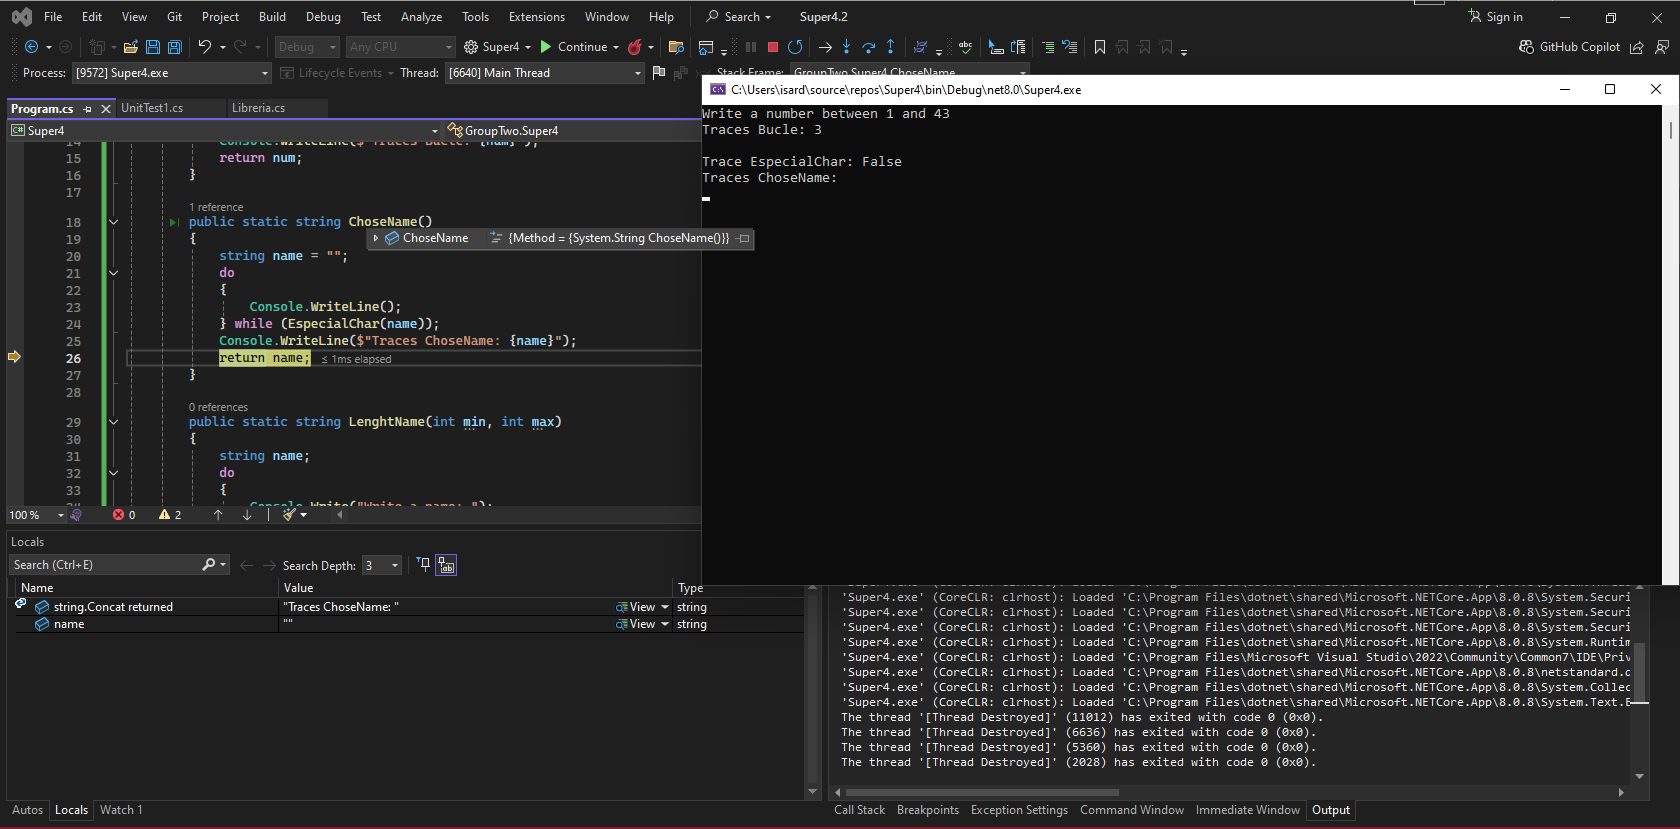 File Edit View Git Project Build Debug Test Analyze Tools Extensions Window Help Search Super4.2 Sign in
Debug Any CPU Super4 Continue GitHub Copilot
Process: [9572] Super4.exe Lifecycle Events Thread: [6640] Main Thread Stack Frame: GroupTwo.Super4.ChoseName
Program.cs UnitTest1.cs Libreria.cs
Super4 GroupTwo.Super4
14 Console.WriteLine($"Traces Bucle: {num}");
15 return num;
16 }
17
1 reference
18 public static string ChoseName()
19 {
ChoseName {Method = {System.String ChoseName()}}
20 string name = "";
21 do
22 {
23 Console.WriteLine();
24 } while (EspecialChar(name));
25 Console.WriteLine($"Traces ChoseName: {name}");
26 return name; ≤ 1ms elapsed
27 }
28
0 references
29 public static string LenghtName(int min, int max)
30 {
31 string name;
32 do
33 {
34 Console.Write("Write a name: ");
100 % 0 2
C:\Users\isard\source\repos\Super4\bin\Debug\net8.0\Super4.exe
Write a number between 1 and 43
Traces Bucle: 3
Trace EspecialChar: False
Traces ChoseName:
Locals
Search (Ctrl+E) Search Depth: 3
Name Value Type
string.Concat returned "Traces ChoseName: " View string
name "" View string
Autos Locals Watch 1
'Super4.exe' (CoreCLR: clrhost): Loaded 'C:\Program Files\dotnet\shared\Microsoft.NETCore.App\8.0.8\System.Securi
'Super4.exe' (CoreCLR: clrhost): Loaded 'C:\Program Files\dotnet\shared\Microsoft.NETCore.App\8.0.8\System.Securi
'Super4.exe' (CoreCLR: clrhost): Loaded 'C:\Program Files\dotnet\shared\Microsoft.NETCore.App\8.0.8\System.Securi
'Super4.exe' (CoreCLR: clrhost): Loaded 'C:\Program Files\dotnet\shared\Microsoft.NETCore.App\8.0.8\System.Runtim
'Super4.exe' (CoreCLR: clrhost): Loaded 'C:\Program Files\Microsoft Visual Studio\2022\Community\Common7\IDE\Priv
'Super4.exe' (CoreCLR: clrhost): Loaded 'C:\Program Files\dotnet\shared\Microsoft.NETCore.App\8.0.8\netstandard.d
'Super4.exe' (CoreCLR: clrhost): Loaded 'C:\Program Files\dotnet\shared\Microsoft.NETCore.App\8.0.8\System.Collec
'Super4.exe' (CoreCLR: clrhost): Loaded 'C:\Program Files\dotnet\shared\Microsoft.NETCore.App\8.0.8\System.Text.E
The thread '[Thread Destroyed]' (11012) has exited with code 0 (0x0).
The thread '[Thread Destroyed]' (6636) has exited with code 0 (0x0).
The thread '[Thread Destroyed]' (5360) has exited with code 0 (0x0).
The thread '[Thread Destroyed]' (2028) has exited with code 0 (0x0).
Call Stack Breakpoints Exception Settings Command Window Immediate Window Output